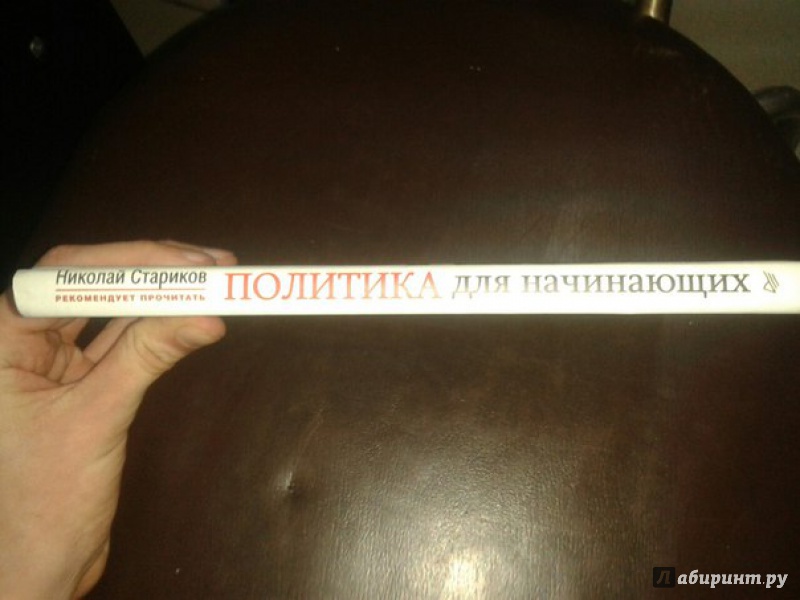 Николай Стариков
РЕКОМЕНДУЕТ ПРОЧИТАТЬ
ПОЛИТИКА для начинающих
Лабиринт.ру